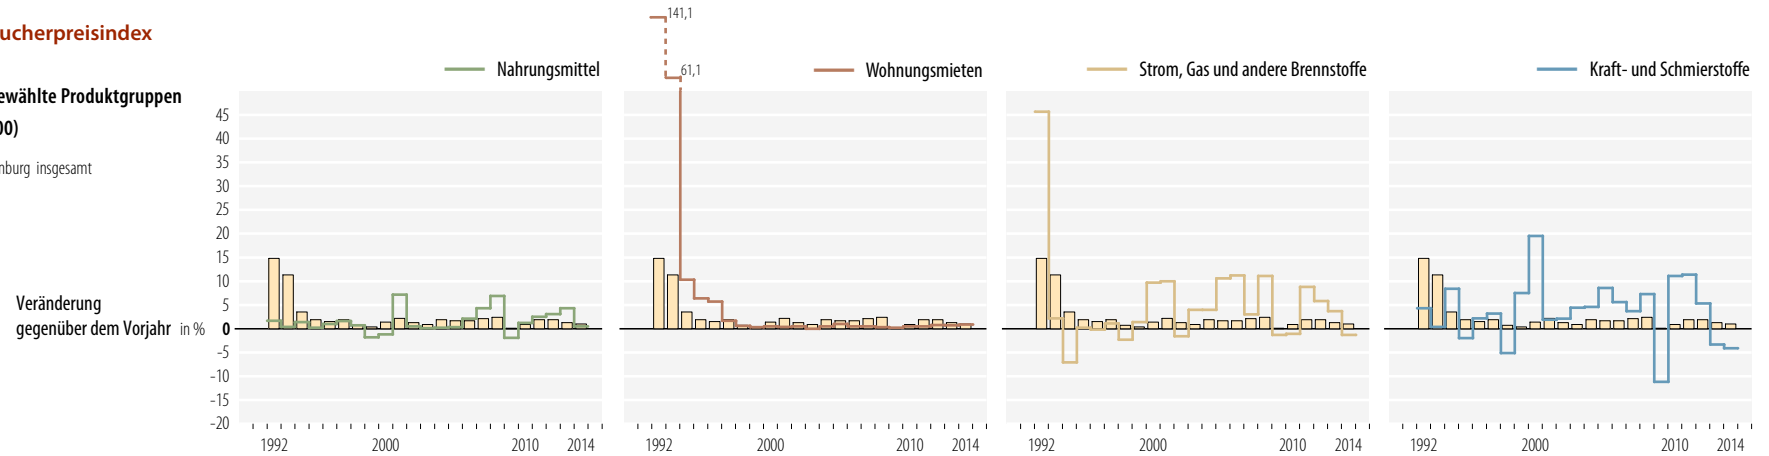 ucherpreisindex
ewählte Produktgruppen
00)
nburg insgesamt
Veränderung
gegenüber dem Vorjahr in %
141,1
61,1
Nahrungsmittel
Wohnungsmieten
Strom, Gas und andere Brennstoffe
Kraft- und Schmierstoffe
45
40
35
30
25
20
15
10
5
0
-5
-10
-15
-20
1992 2000 2010 2014
1992 2000 2010 2014
1992 2000 2010 2014
1992 2000 2010 2014